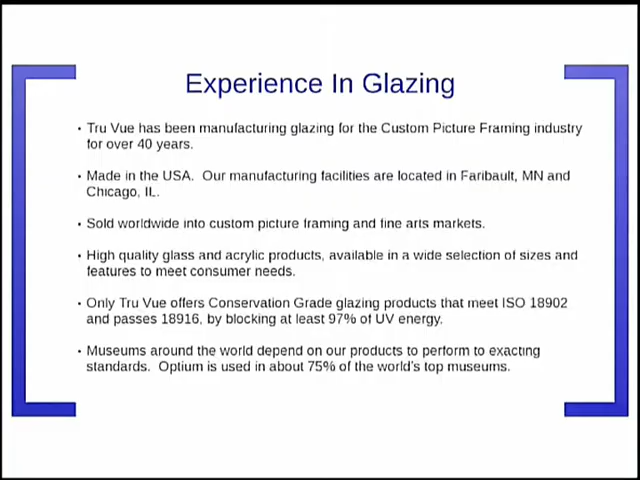 Experience In Glazing
• Tru Vue has been manufacturing glazing for the Custom Picture Framing industry
for over 40 years.
• Made in the USA.  Our manufacturing facilities are located in Faribault, MN and
Chicago, IL.
• Sold worldwide into custom picture framing and fine arts markets.
• High quality glass and acrylic products, available in a wide selection of sizes and
features to meet consumer needs.
• Only Tru Vue offers Conservation Grade glazing products that meet ISO 18902
and passes 18916, by blocking at least 97% of UV energy.
• Museums around the world depend on our products to perform to exacting
standards.  Optium is used in about 75% of the world's top museums.